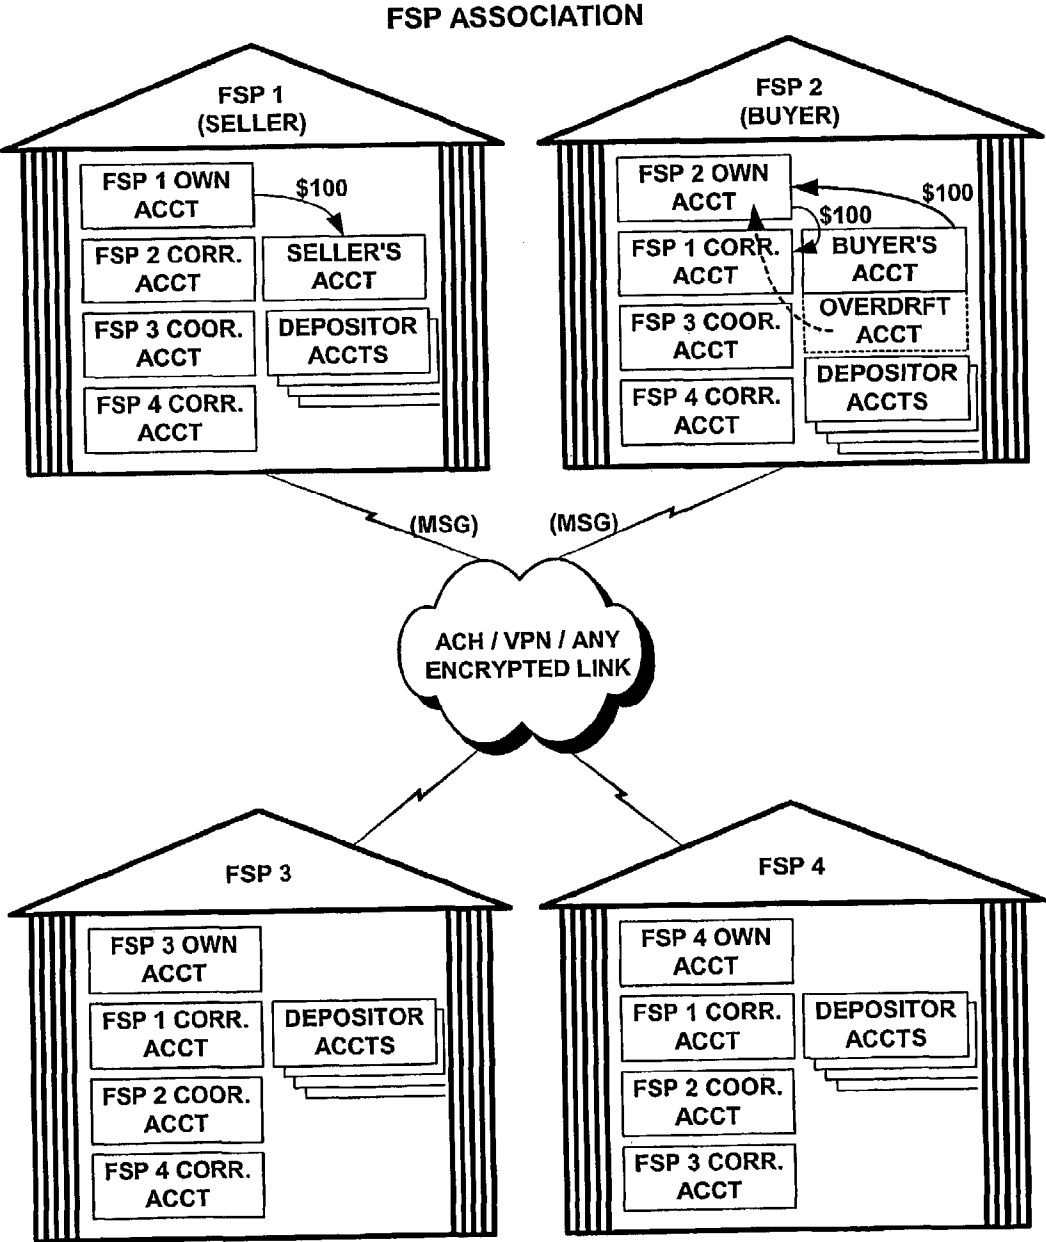 FSP ASSOCIATION
FSP 1
(SELLER)
FSP 1 OWN
ACCT
$100
FSP 2 CORR.
ACCT
SELLER'S
ACCT
FSP 3 COOR.
ACCT
DEPOSITOR
ACCTS
FSP 4 CORR.
ACCT
FSP 2
(BUYER)
FSP 2 OWN
ACCT
$100
$100
FSP 1 CORR.
ACCT
BUYER'S
ACCT
OVERDRFT
ACCT
FSP 3 COOR.
ACCT
DEPOSITOR
ACCTS
FSP 4 CORR.
ACCT
(MSG)
(MSG)
ACH / VPN / ANY
ENCRYPTED LINK
FSP 3
FSP 3 OWN
ACCT
FSP 1 CORR.
ACCT
DEPOSITOR
ACCTS
FSP 2 COOR.
ACCT
FSP 4 CORR.
ACCT
FSP 4
FSP 4 OWN
ACCT
FSP 1 CORR.
ACCT
DEPOSITOR
ACCTS
FSP 2 COOR.
ACCT
FSP 3 CORR.
ACCT